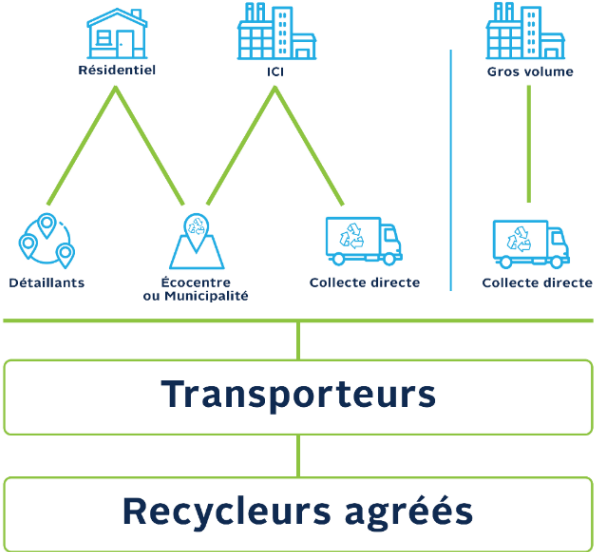 Résidentiel
ICI
Gros volume
Détaillants
Écocentre
ou Municipalité
Collecte directe
Collecte directe
Transporteurs
Recycleurs agréés